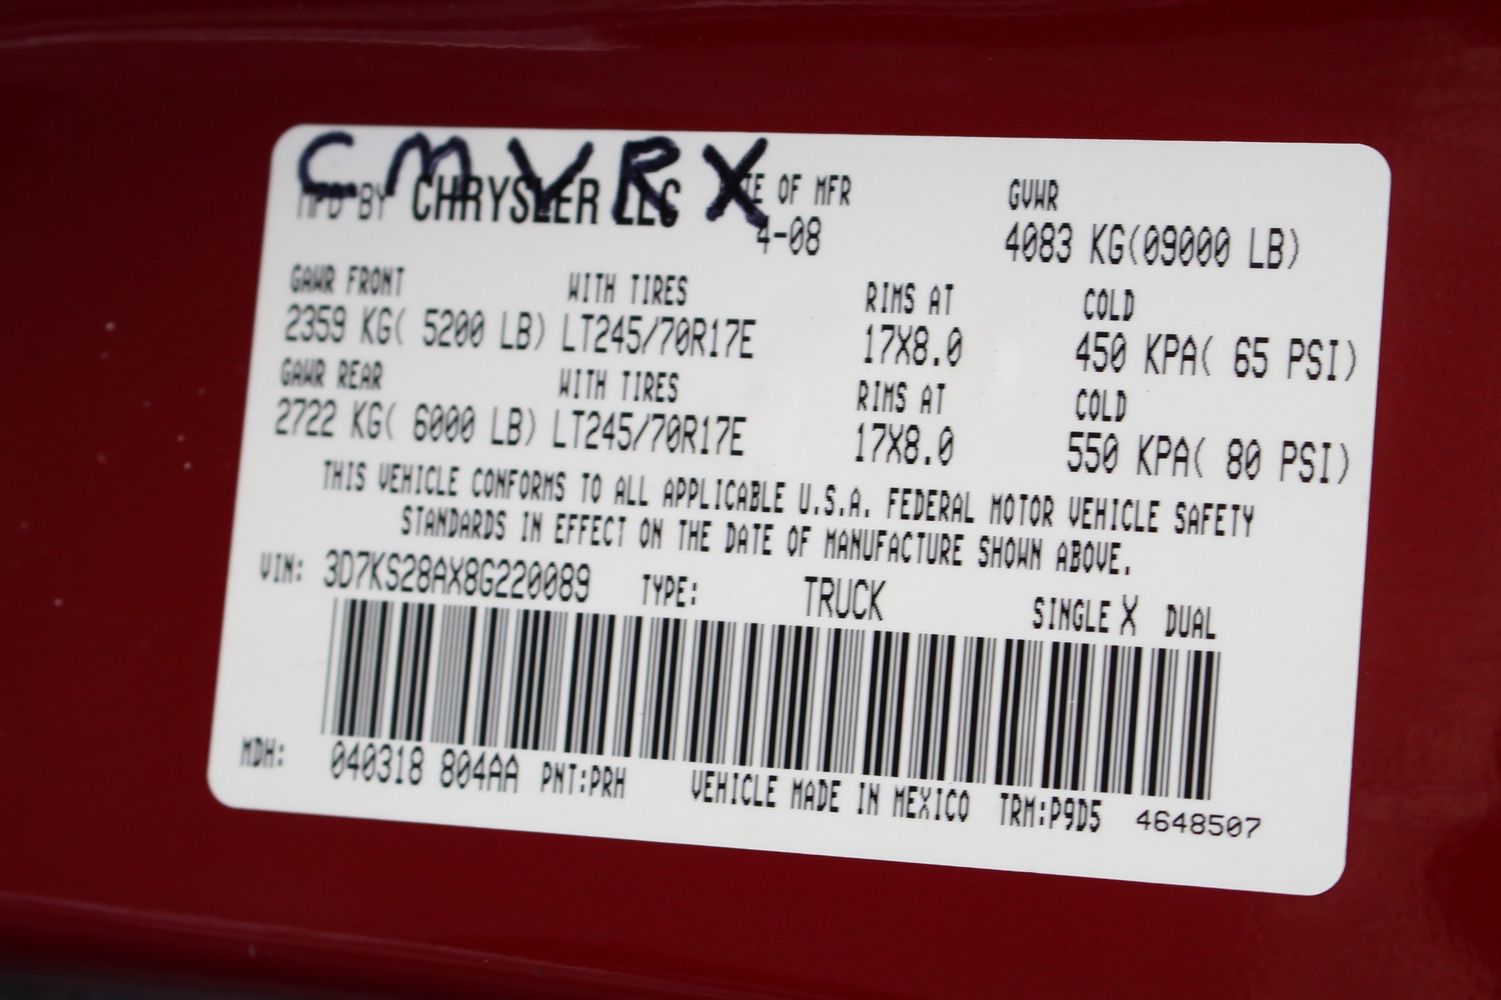 CMVRX
MFD BY CHRYSLER LLC DATE OF MFR GVWR
4-08 4083 KG(09000 LB)
GAWR FRONT WITH TIRES RIMS AT COLD
2359 KG( 5200 LB) LT245/70R17E 17X8.0 450 KPA( 65 PSI)
GAWR REAR WITH TIRES RIMS AT COLD
2722 KG( 6000 LB) LT245/70R17E 17X8.0 550 KPA( 80 PSI)
THIS VEHICLE CONFORMS TO ALL APPLICABLE U.S.A. FEDERAL MOTOR VEHICLE SAFETY
STANDARDS IN EFFECT ON THE DATE OF MANUFACTURE SHOWN ABOVE.
VIN: 3D7KS28AX8G220089 TYPE: TRUCK SINGLE X DUAL
MDH: 040318 804AA PNT:PRH VEHICLE MADE IN MEXICO TRM:P9D5 4648507